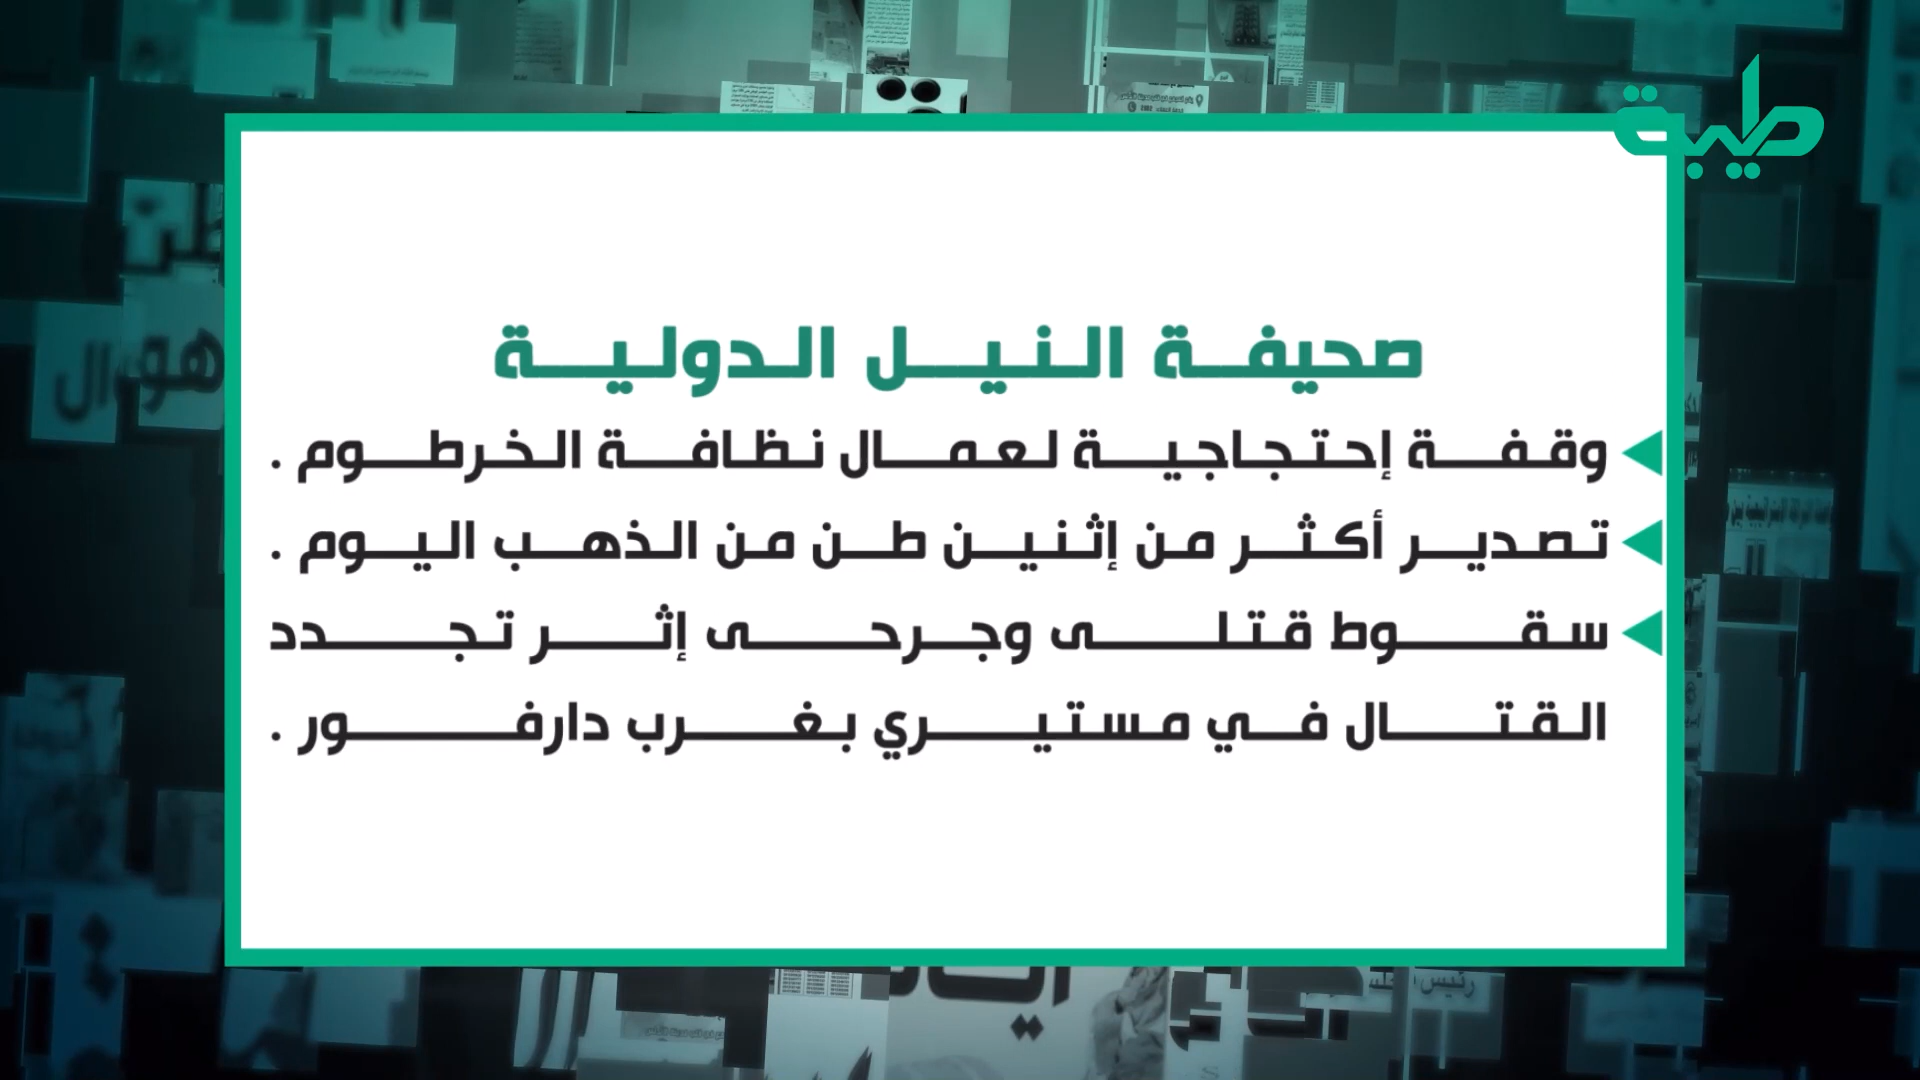 طيبة
صحيفة النيل الدولية
وقفة إحتجاجية لعمال نظافة الخرطوم .
تصدير أكثر من إثنين طن من الذهب اليوم .
سقوط قتلى وجرحى إثر تجدد
القتال في مستيري بغرب دارفور .
رئيس